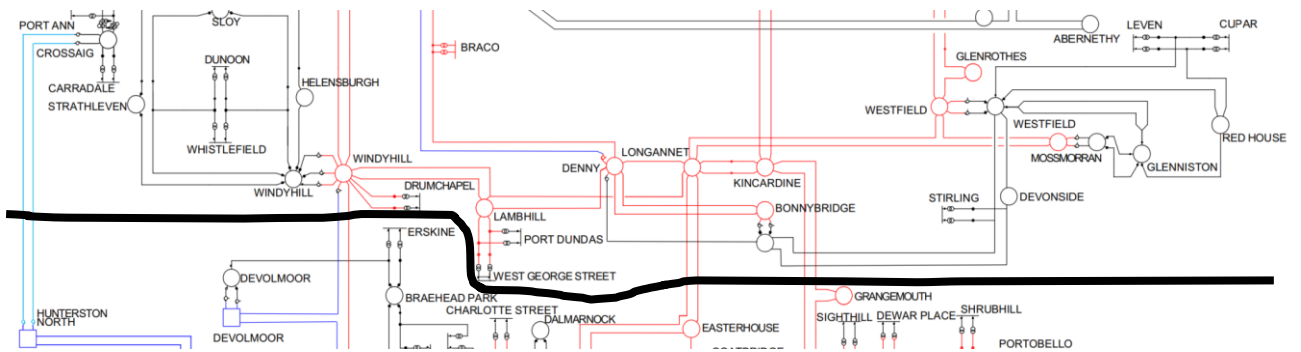 PORT ANN
SLOY
LEVEN
CUPAR
ABERNETHY
CROSSAIG
BRACO
DUNOON
GLENROTHES
HELENSBURGH
CARRADALE
STRATHLEVEN
WESTFIELD
WESTFIELD
RED HOUSE
WHISTLEFIELD
WINDYHILL
LONGANNET
MOSSMORRAN
DENNY
GLENNISTON
KINCARDINE
WINDYHILL
DRUMCHAPEL
STIRLING
DEVONSIDE
LAMBHILL
BONNYBRIDGE
ERSKINE
PORT DUNDAS
DEVOLMOOR
WEST GEORGE STREET
BRAEHEAD PARK
GRANGEMOUTH
CHARLOTTE STREET
HUNTERSTON
NORTH
DALMARNOCK
SIGHTHILL
DEWAR PLACE
SHRUBHILL
EASTERHOUSE
DEVOLMOOR
PORTOBELLO